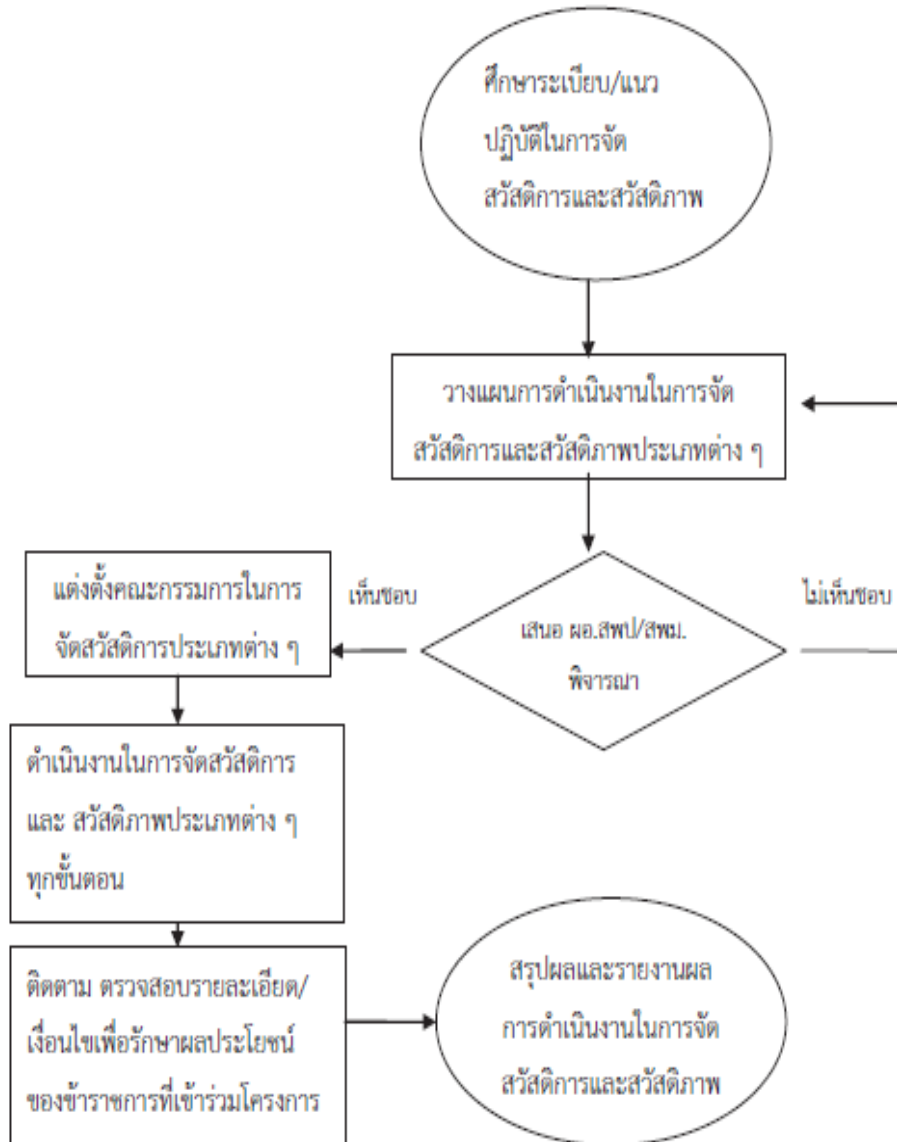 ศึกษาระเบียบ/แนว
ปฏิบัติในการจัด
สวัสดิการและสวัสดิภาพ
วางแผนการดำเนินงานในการจัด
สวัสดิการและสวัสดิภาพประเภทต่าง ๆ
เสนอ ผอ.สพป/สพม.
พิจารณา
ไม่เห็นชอบ
เห็นชอบ
แต่งตั้งคณะกรรมการในการ
จัดสวัสดิการประเภทต่าง ๆ
ดำเนินงานในการจัดสวัสดิการ
และ สวัสดิภาพประเภทต่าง ๆ
ทุกขั้นตอน
ติดตาม ตรวจสอบรายละเอียด/
เงื่อนไขเพื่อรักษาผลประโยชน์
ของข้าราชการที่เข้าร่วมโครงการ
สรุปผลและรายงานผล
การดำเนินงานในการจัด
สวัสดิการและสวัสดิภาพ